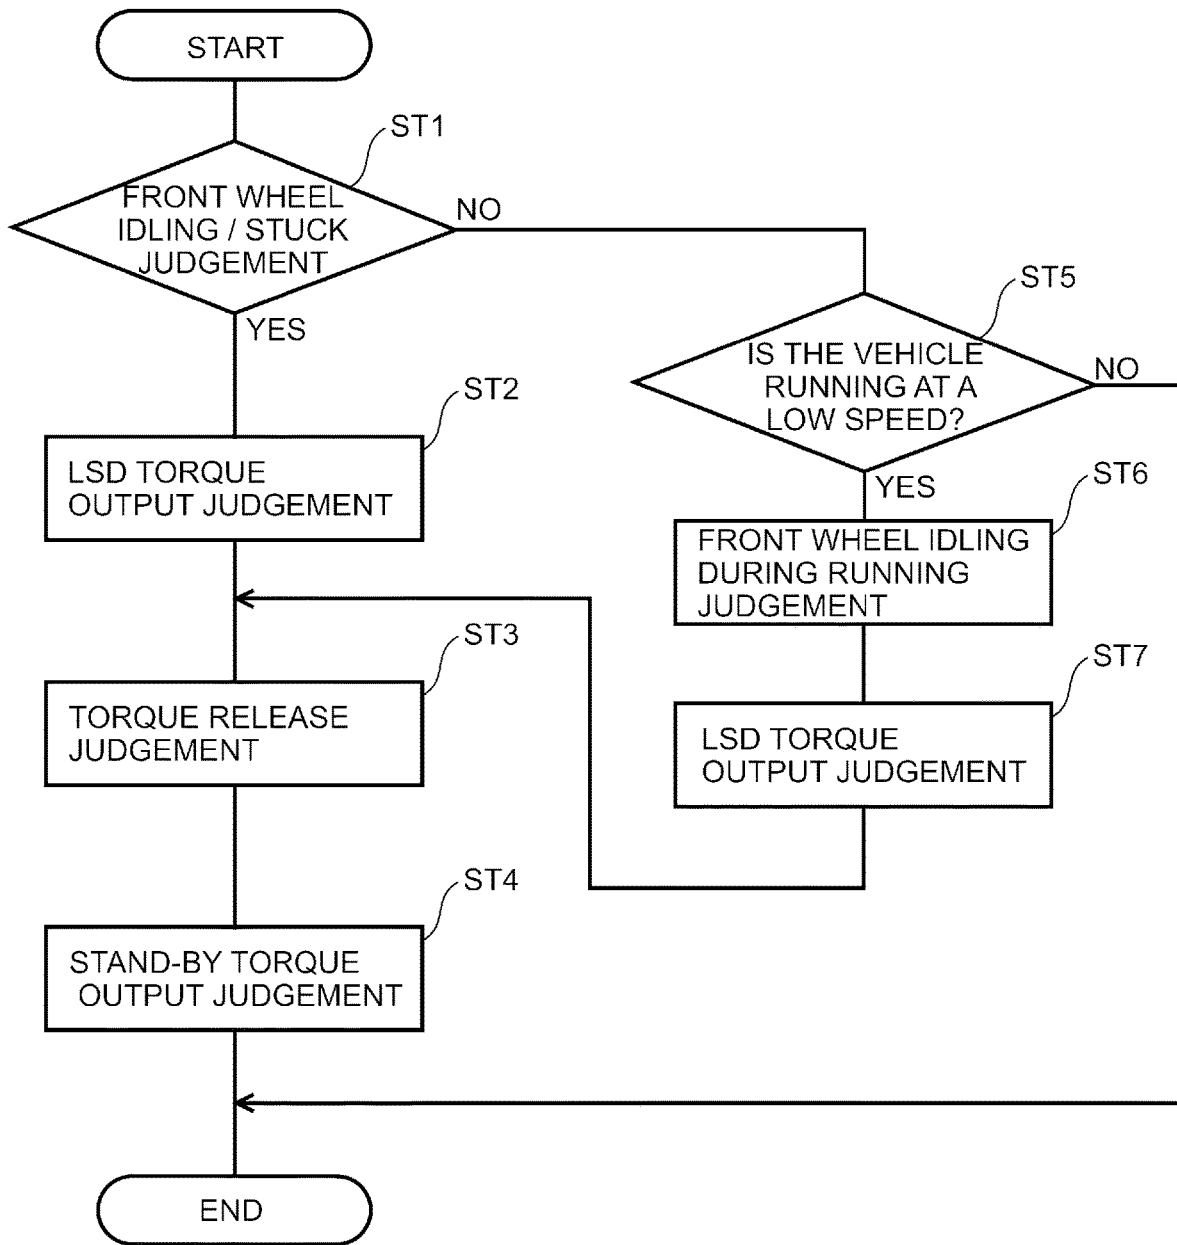 START
ST1
FRONT WHEEL
IDLING / STUCK
JUDGEMENT
NO
YES
ST5
IS THE VEHICLE
RUNNING AT A
LOW SPEED?
NO
YES
ST2
LSD TORQUE
OUTPUT JUDGEMENT
ST6
FRONT WHEEL IDLING
DURING RUNNING
JUDGEMENT
ST3
TORQUE RELEASE
JUDGEMENT
ST7
LSD TORQUE
OUTPUT JUDGEMENT
ST4
STAND-BY TORQUE
OUTPUT JUDGEMENT
END